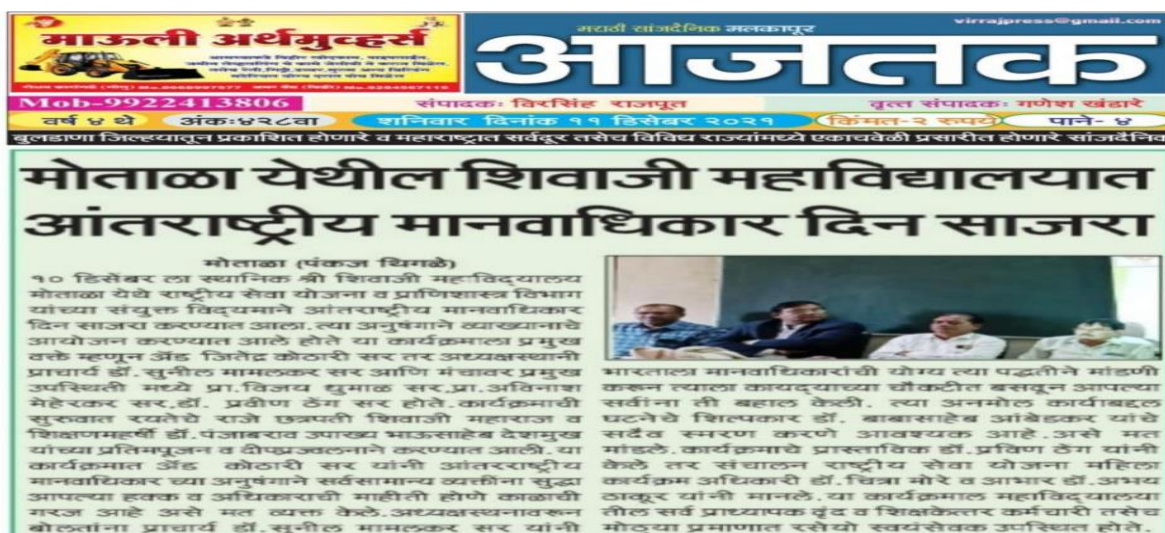 माऊली अर्थमुव्हर्स
virrajpress@gmail.com
मराठी सांजदैनिक मलकापूर
आजतक
Mob-9922413806
संपादकः विरसिंह राजपूत
वृत्त संपादकः गणेश खंडारे
वर्ष ४ थे
अंकः४२८वा
शनिवार दिनांक ११ डिसेंबर २०२१
किंमत-२ रुपये
पाने- ४
बुलडाणा जिल्ह्यातून प्रकाशित होणारे व महाराष्ट्रात सर्वदूर तसेच विविध राज्यांमध्ये एकाचवेळी प्रसारीत होणारे सांजदैनिक
मोताळा येथील शिवाजी महाविद्यालयात
आंतराष्ट्रीय मानवाधिकार दिन साजरा
मोताळा (पंकज थिगळे)
१० डिसेंबर ला स्थानिक श्री शिवाजी महाविद्यालय
मोताळा येथे राष्ट्रीय सेवा योजना व प्राणिशास्त्र विभाग
यांच्या संयुक्त विद्यमाने आंतराष्ट्रीय मानवाधिकार
दिन साजरा करण्यात आला.त्या अनुषंगाने व्याख्यानाचे
आयोजन करण्यात आले होते या कार्यक्रमाला प्रमुख
वक्ते म्हणून ॲड जितेंद्र कोठारी सर तर अध्यक्षस्थानी
प्राचार्य डॉ.सुनील मामलकर सर आणि मंचावर प्रमुख
उपस्थिती मध्ये प्रा.विजय धुमाळ सर,प्रा.अविनाश
मेहेरकर सर,डॉ. प्रवीण ठेंग सर होते.कार्यक्रमाची
सुरुवात रयतेचे राजे छत्रपती शिवाजी महाराज व
शिक्षणमहर्षी डॉ.पंजाबराव उपाख्य भाऊसाहेब देशमुख
यांच्या प्रतिमपूजन व दीपप्रज्वलनाने करण्यात आली.या
कार्यक्रमात ॲड कोठारी सर यांनी आंतरराष्ट्रीय
मानवाधिकार च्या अनुषंगाने सर्वसामान्य व्यक्तींना सुद्धा
आपल्या हक्क व अधिकाराची माहीती होणे काळाची
गरज आहे असे मत व्यक्त केले.अध्यक्षस्थनावरून
बोलतांना प्राचार्य डॉ.सुनील मामलकर सर यांनी
भारताला मानवाधिकारांची योग्य त्या पद्धतीने मांडणी
करून त्याला कायद्याच्या चौकटीत बसवून आपल्या
सर्वांना ती बहाल केली. त्या अनमोल कार्याबद्दल
घटनेचे शिल्पकार डॉ. बाबासाहेब आंबेडकर यांचे
सदैव स्मरण करणे आवश्यक आहे.असे मत
मांडले.कार्यक्रमाचे प्रास्ताविक डॉ.प्रविण ठेंग यांनी
केले तर संचालन राष्ट्रीय सेवा योजना महिला
कार्यक्रम अधिकारी डॉ.चित्रा मोरे व आभार डॉ.अभय
ठाकूर यांनी मानले.या कार्यक्रमाल महाविद्यालया
तील सर्व प्राध्यापक वृंद व शिक्षकेत्तर कर्मचारी तसेच
मोठ्या प्रमाणात रसेयो स्वयंसेवक उपस्थित होते.